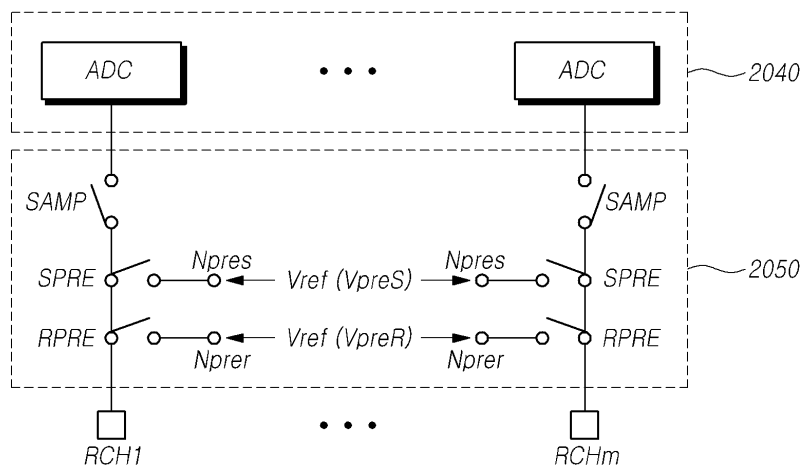 ADC ... ADC 2040
SAMP SAMP
Npres Npres
SPRE Vref (VpreS) SPRE 2050
RPRE Vref (VpreR) RPRE
Nprer Nprer
RCH1 ... RCHm